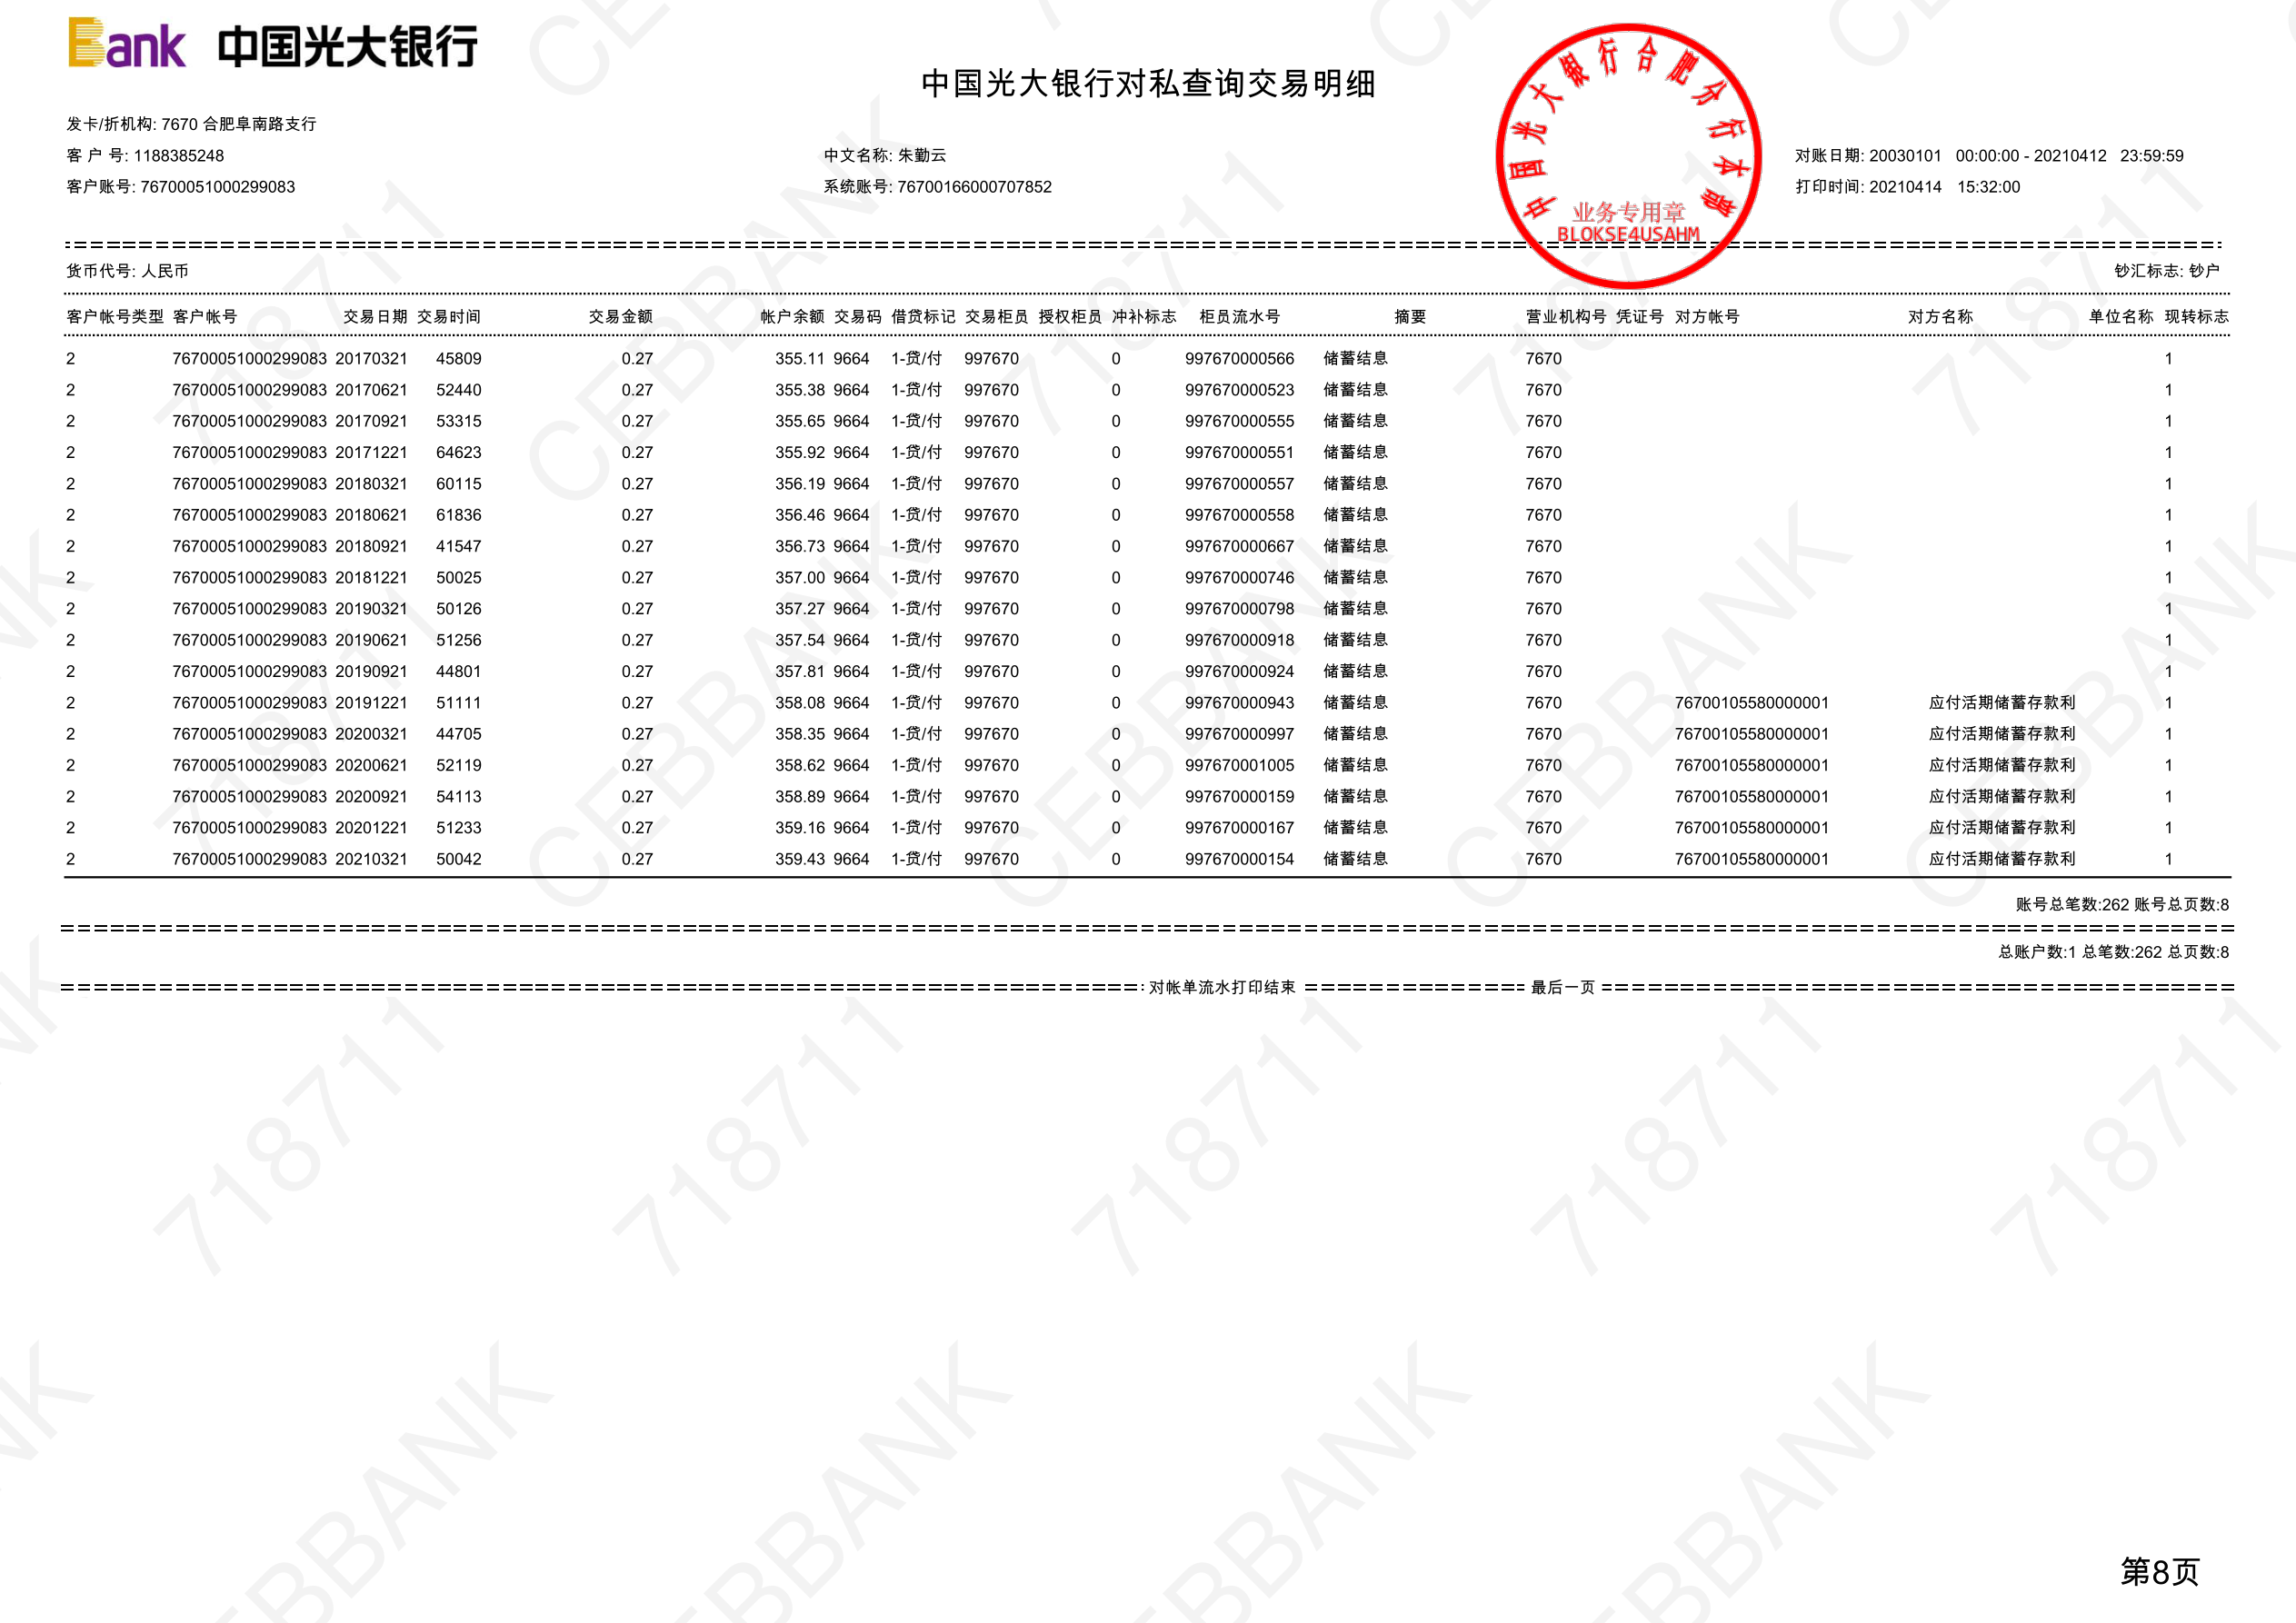 Bank 中国光大银行
中国光大银行对私查询交易明细
发卡/折机构: 7670 合肥阜南路支行
客 户 号: 1188385248 中文名称: 朱勤云 对账日期: 20030101 00:00:00 - 20210412 23:59:59
客户账号: 76700051000299083 系统账号: 76700166000707852 打印时间: 20210414 15:32:00
中国光大银行合肥分行本部
业务专用章
BLOKSE4USAHM
货币代号: 人民币 钞汇标志: 钞户
客户帐号类型 客户帐号 交易日期 交易时间 交易金额 帐户余额 交易码 借贷标记 交易柜员 授权柜员 冲补标志 柜员流水号 摘要 营业机构号 凭证号 对方帐号 对方名称 单位名称 现转标志
2 76700051000299083 20170321 45809 0.27 355.11 9664 1-贷/付 997670 0 997670000566 储蓄结息 7670 1
2 76700051000299083 20170621 52440 0.27 355.38 9664 1-贷/付 997670 0 997670000523 储蓄结息 7670 1
2 76700051000299083 20170921 53315 0.27 355.65 9664 1-贷/付 997670 0 997670000555 储蓄结息 7670 1
2 76700051000299083 20171221 64623 0.27 355.92 9664 1-贷/付 997670 0 997670000551 储蓄结息 7670 1
2 76700051000299083 20180321 60115 0.27 356.19 9664 1-贷/付 997670 0 997670000557 储蓄结息 7670 1
2 76700051000299083 20180621 61836 0.27 356.46 9664 1-贷/付 997670 0 997670000558 储蓄结息 7670 1
2 76700051000299083 20180921 41547 0.27 356.73 9664 1-贷/付 997670 0 997670000667 储蓄结息 7670 1
2 76700051000299083 20181221 50025 0.27 357.00 9664 1-贷/付 997670 0 997670000746 储蓄结息 7670 1
2 76700051000299083 20190321 50126 0.27 357.27 9664 1-贷/付 997670 0 997670000798 储蓄结息 7670 1
2 76700051000299083 20190621 51256 0.27 357.54 9664 1-贷/付 997670 0 997670000918 储蓄结息 7670 1
2 76700051000299083 20190921 44801 0.27 357.81 9664 1-贷/付 997670 0 997670000924 储蓄结息 7670 1
2 76700051000299083 20191221 51111 0.27 358.08 9664 1-贷/付 997670 0 997670000943 储蓄结息 7670 76700105580000001 应付活期储蓄存款利 1
2 76700051000299083 20200321 44705 0.27 358.35 9664 1-贷/付 997670 0 997670000997 储蓄结息 7670 76700105580000001 应付活期储蓄存款利 1
2 76700051000299083 20200621 52119 0.27 358.62 9664 1-贷/付 997670 0 997670001005 储蓄结息 7670 76700105580000001 应付活期储蓄存款利 1
2 76700051000299083 20200921 54113 0.27 358.89 9664 1-贷/付 997670 0 997670000159 储蓄结息 7670 76700105580000001 应付活期储蓄存款利 1
2 76700051000299083 20201221 51233 0.27 359.16 9664 1-贷/付 997670 0 997670000167 储蓄结息 7670 76700105580000001 应付活期储蓄存款利 1
2 76700051000299083 20210321 50042 0.27 359.43 9664 1-贷/付 997670 0 997670000154 储蓄结息 7670 76700105580000001 应付活期储蓄存款利 1
账号总笔数:262 账号总页数:8
总账户数:1 总笔数:262 总页数:8
对帐单流水打印结束 最后一页
718711
CEBBANK
第8页